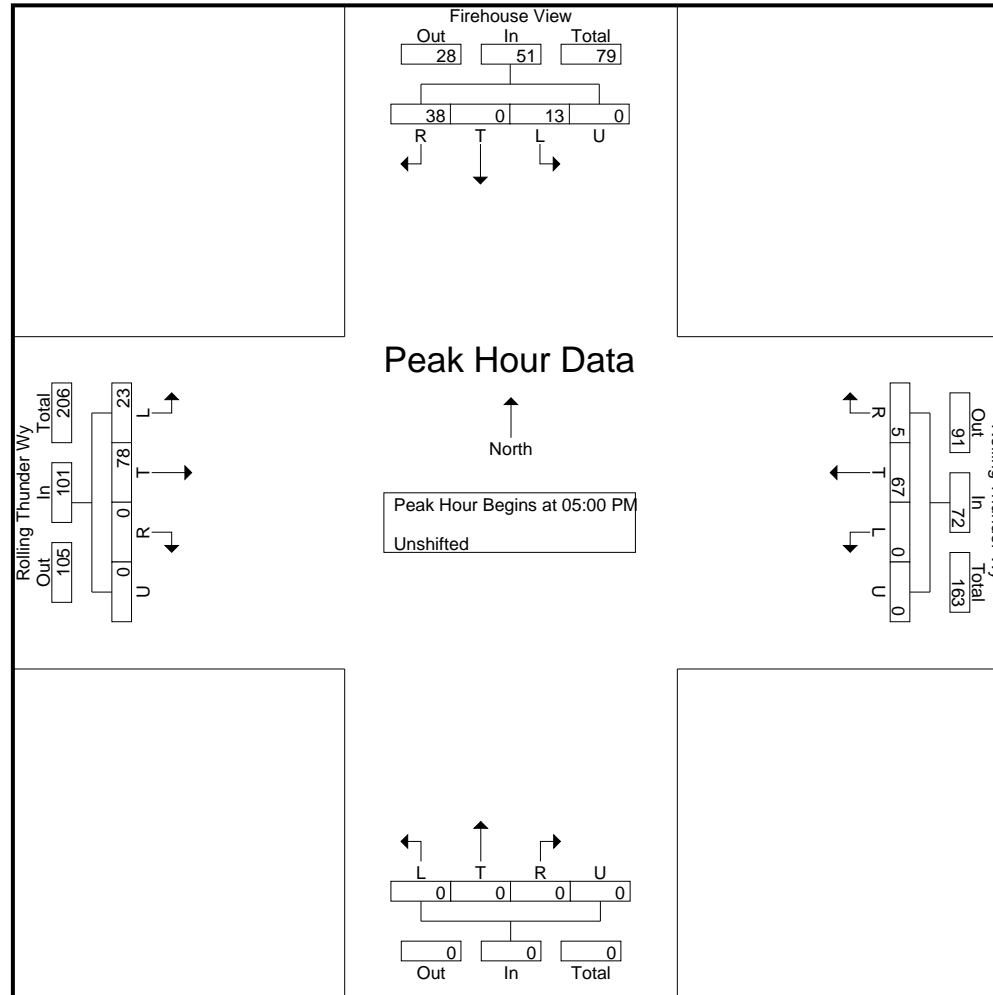 Firehouse View
Out In Total
28 51 79
38 0 13 0
R T L U
Peak Hour Data
North
Peak Hour Begins at 05:00 PM
Unshifted
Rolling Thunder Wy
Total In Out
206 101 105
23 78 0 0
L T R U
R T L U
5 67 0 0
Out In Total
91 72 163
L T R U
0 0 0 0
0 0 0
Out In Total